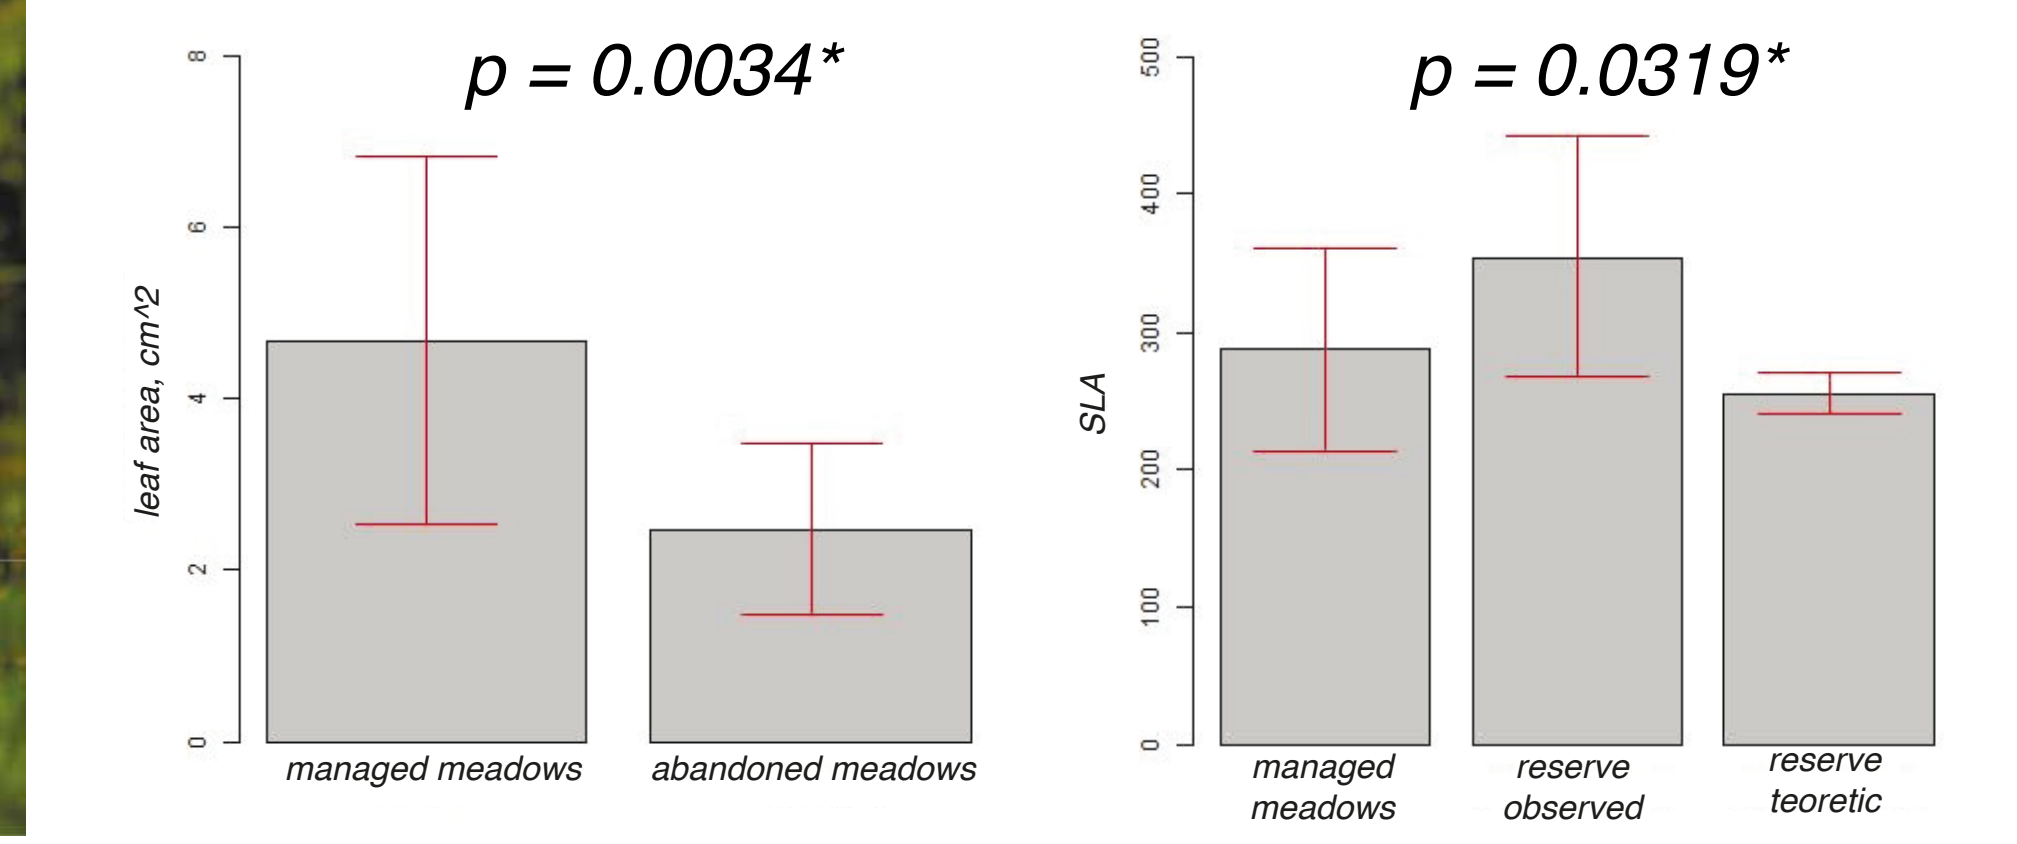 p = 0.0034*
8
6
4
2
0
leaf area, cm^2
managed meadows
abandoned meadows
p = 0.0319*
500
400
300
200
100
0
SLA
managed
meadows
reserve
observed
reserve
teoretic